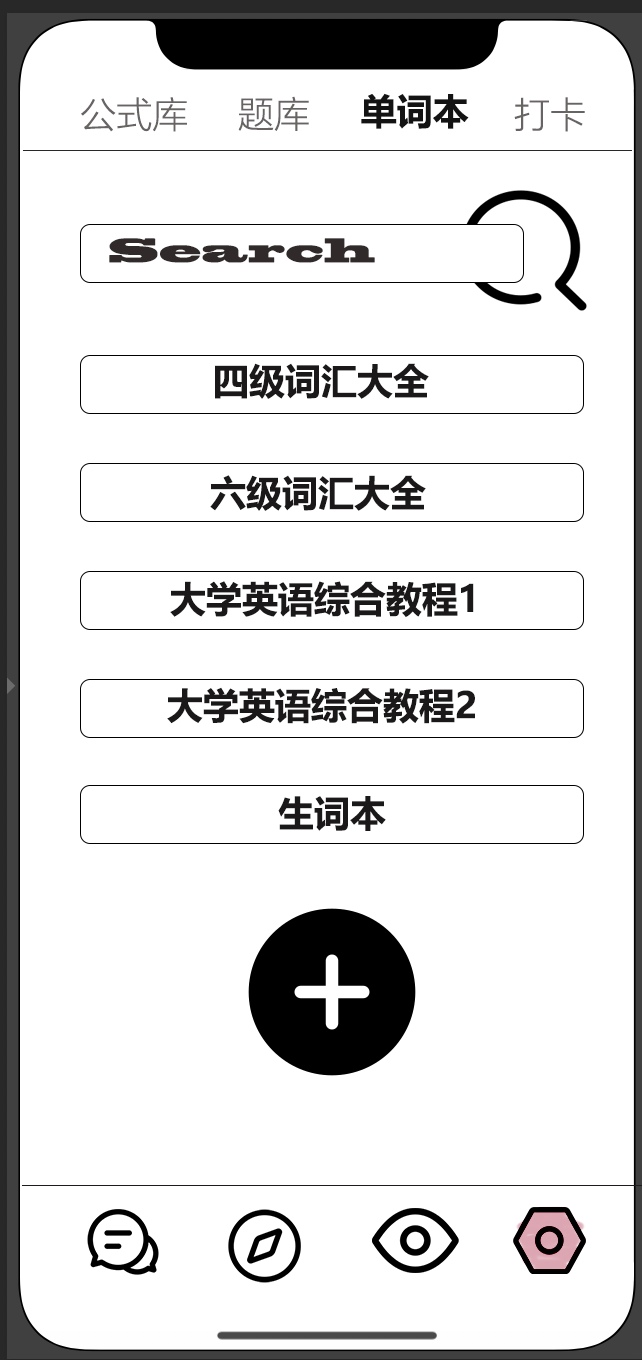 公式库 题库 单词本 打卡
Search
四级词汇大全
六级词汇大全
大学英语综合教程1
大学英语综合教程2
生词本